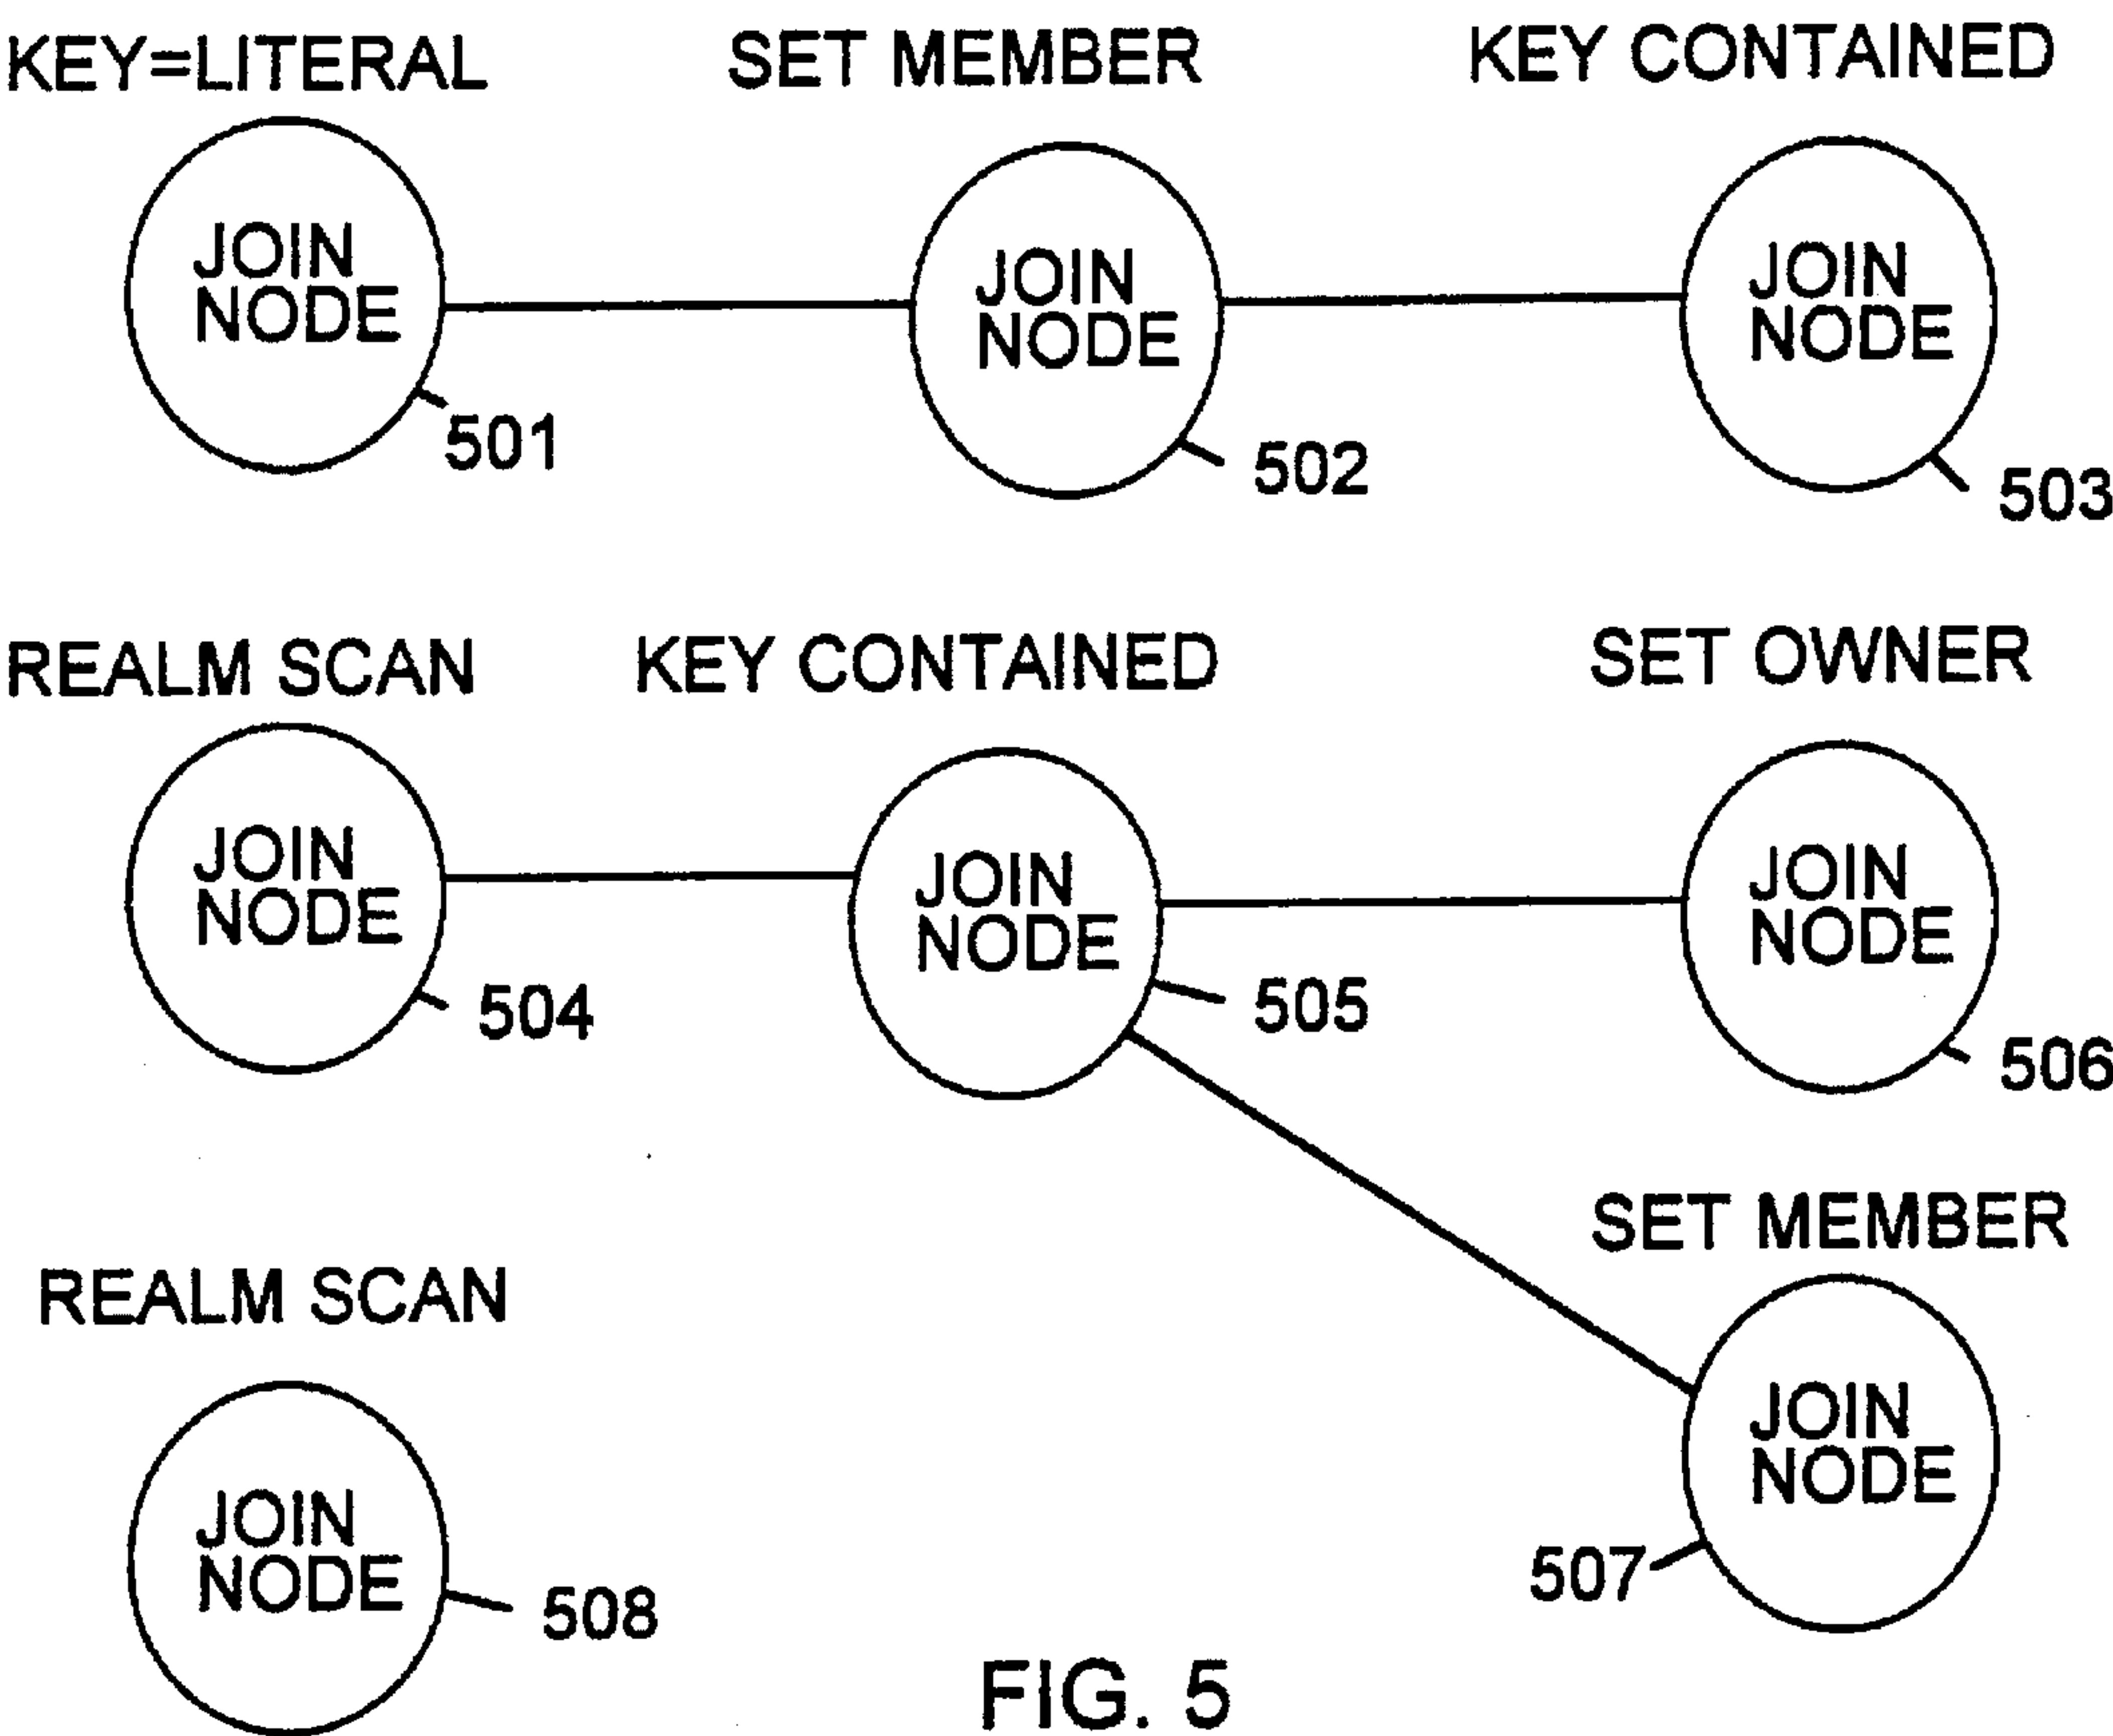 KEY=LITERAL
SET MEMBER
KEY CONTAINED
JOIN
NODE
501
JOIN
NODE
502
JOIN
NODE
503
REALM SCAN
KEY CONTAINED
SET OWNER
JOIN
NODE
504
JOIN
NODE
505
JOIN
NODE
506
SET MEMBER
JOIN
NODE
507
REALM SCAN
JOIN
NODE
508
FIG. 5